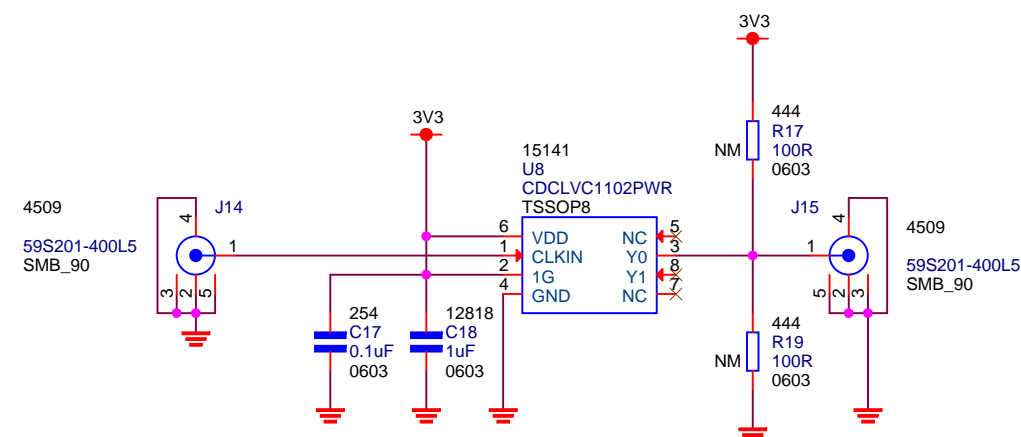 3V3
444
R17
100R
0603
NM
3V3
15141
U8
CDCLVC1102PWR
TSSOP8
4509
59S201-400L5
SMB_90
J14
4
1
3
2
5
6
1
2
4
VDD
CLKIN
1G
GND
NC
Y0
Y1
NC
5
3
8
7
J15
4
1
5
2
3
4509
59S201-400L5
SMB_90
254
C17
0.1uF
0603
12818
C18
1uF
0603
444
R19
100R
0603
NM